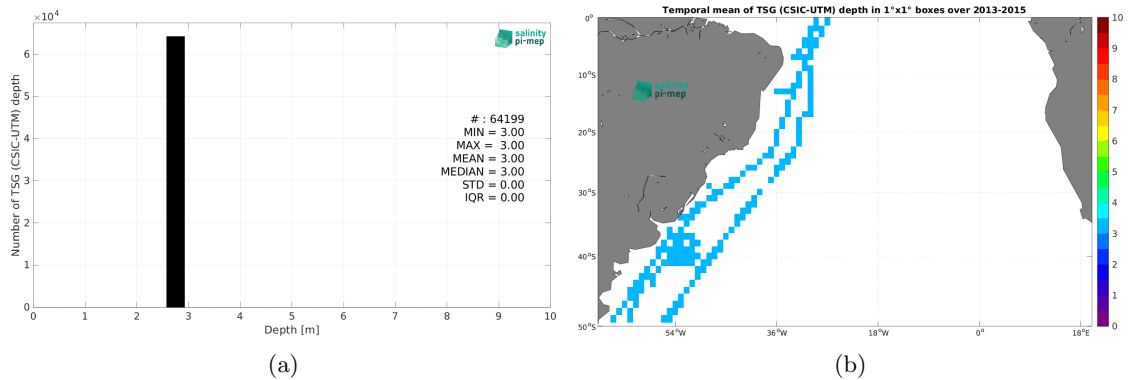 ×10⁴
6
5
4
3
2
1
0
Number of TSG (CSIC-UTM) depth
salinity
pi-mep
# : 64199
MIN = 3.00
MAX = 3.00
MEAN = 3.00
MEDIAN = 3.00
STD = 0.00
IQR = 0.00
0 1 2 3 4 5 6 7 8 9 10
Depth [m]
(a)
Temporal mean of TSG (CSIC-UTM) depth in 1°x1° boxes over 2013-2015
0°
10°S
20°S
30°S
40°S
50°S
salinity
pi-mep
54°W 36°W 18°W 0° 18°E
10
9
8
7
6
5
4
3
2
1
0
(b)